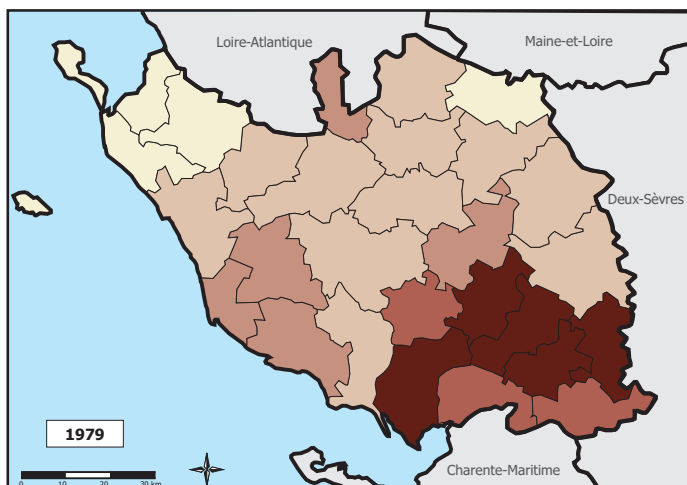 Loire-Atlantique
Maine-et-Loire
Deux-Sèvres
1979
0 10 20 30 km
Charente-Maritime